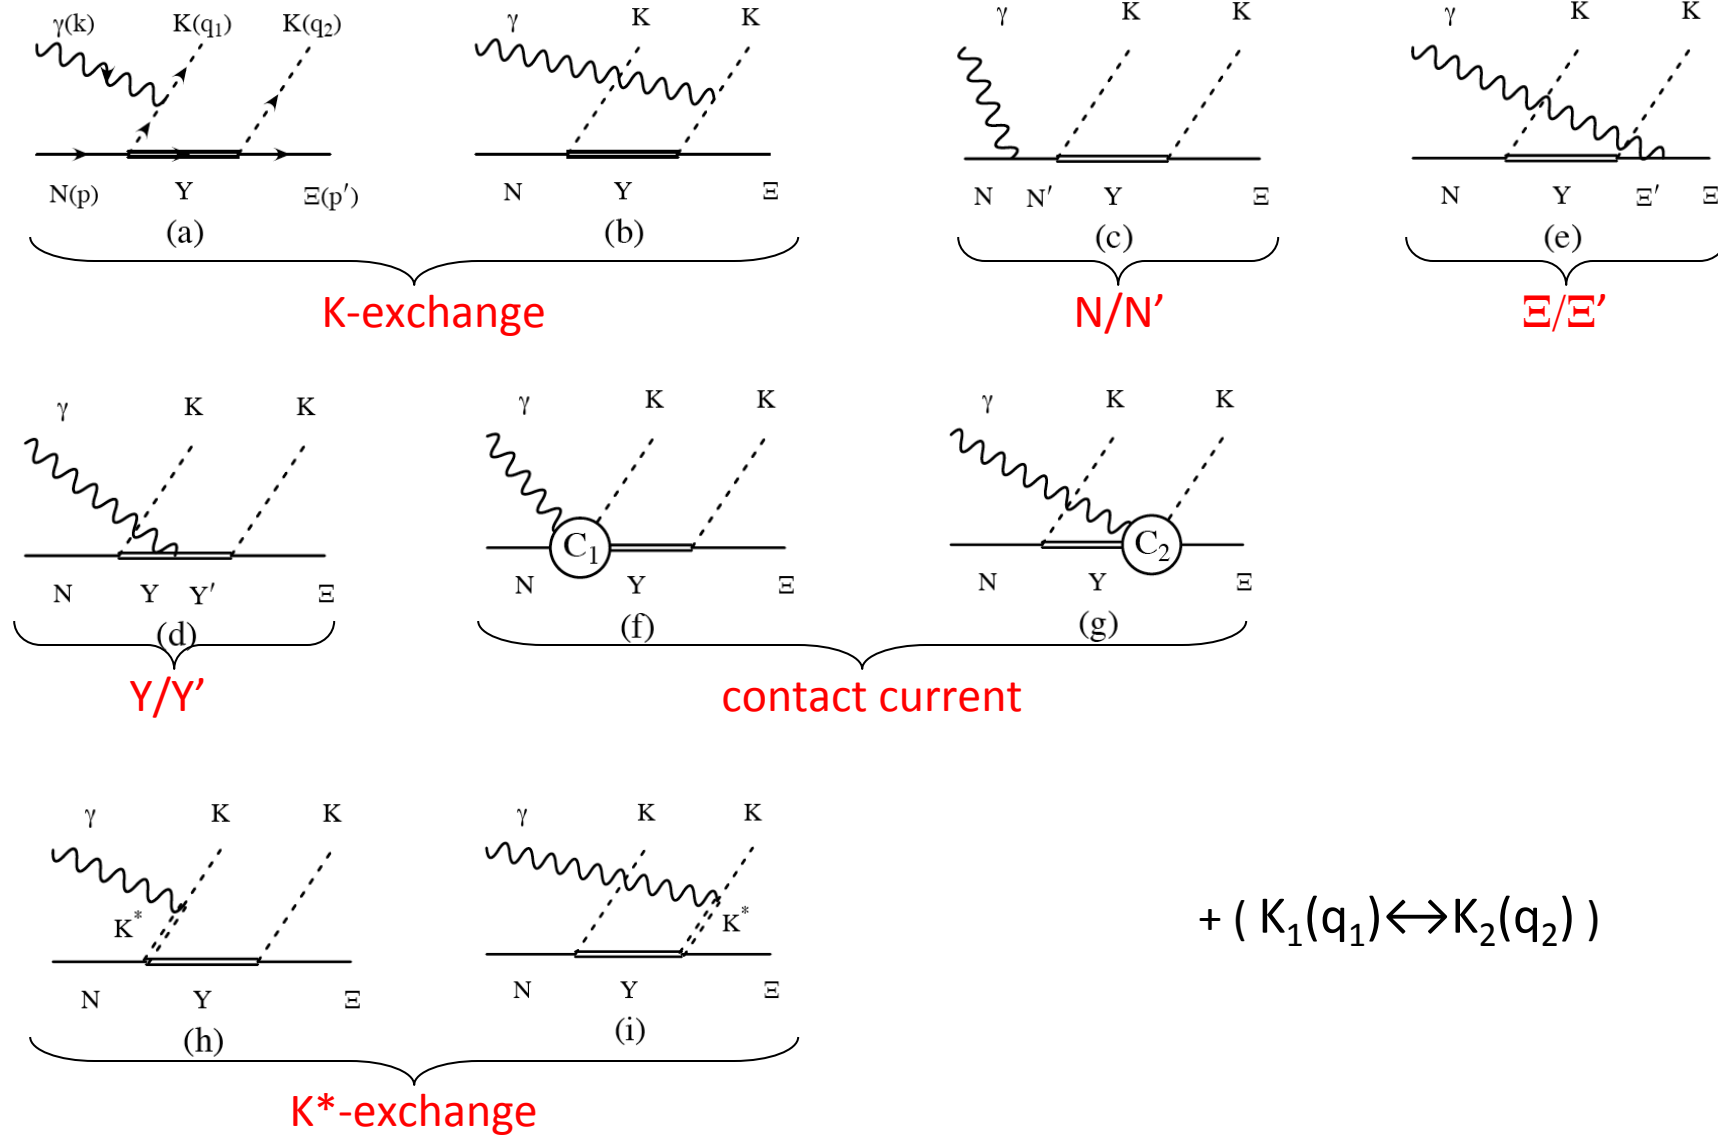 γ(k) K(q₁) K(q₂)
N(p) Y Ξ(p′)
(a)
γ K K
N Y Ξ
(b)
K-exchange
γ K K
N N′ Y Ξ
(c)
N/N’
γ K K
N Y Ξ′ Ξ
(e)
Ξ/Ξ’
γ K K
N Y Y′ Ξ
(d)
Y/Y’
γ K K
C₁
N Y Ξ
(f)
γ K K
C₂
N Y Ξ
(g)
contact current
γ K K
K*
N Y Ξ
(h)
γ K K
K*
N Y Ξ
(i)
K*-exchange
+ ( K₁(q₁)↔K₂(q₂) )